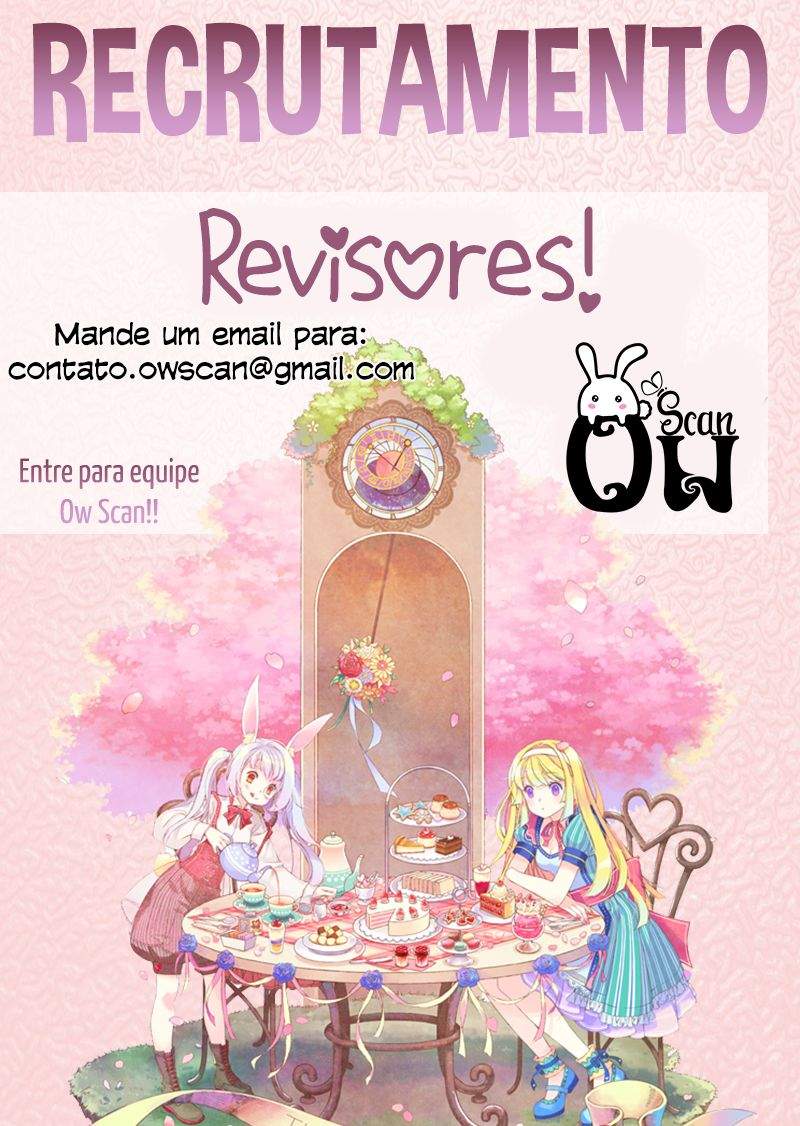 RECRUTAMENTO
Revisores!
Mande um email para:
contato.owscan@gmail.com
Scan
Ow
Entre para equipe
Ow Scan!!